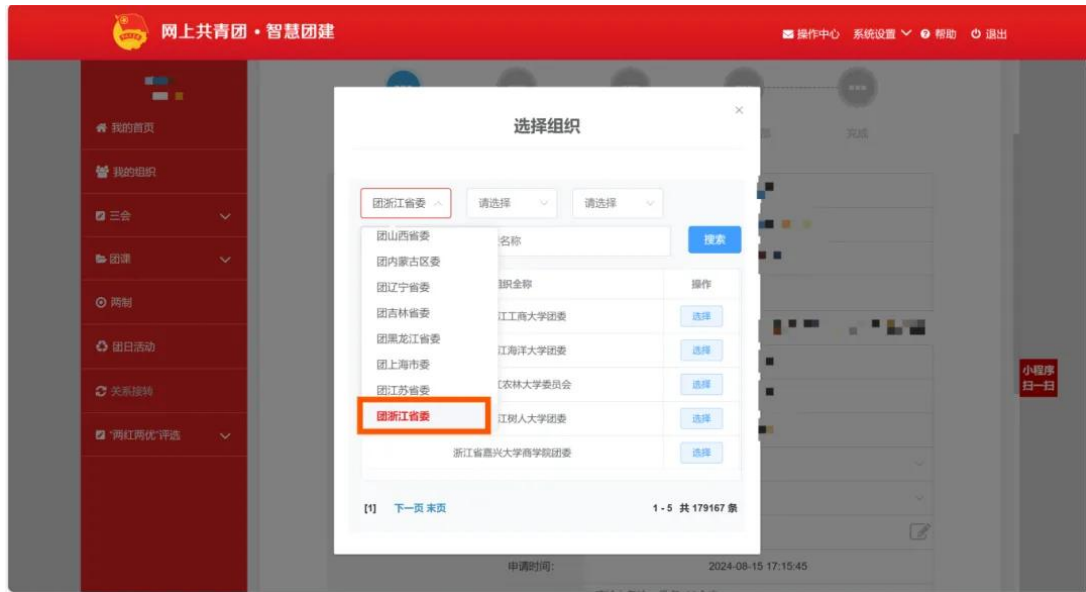 网上共青团·智慧团建
操作中心 系统设置 帮助 退出
我的首页
我的组织
三会
团课
两制
团日活动
关系接转
"两红两优"评选
选择组织
团浙江省委 请选择 请选择
名称 搜索
团山西省委
团内蒙古区委
团辽宁省委
团吉林省委
团黑龙江省委
团上海市委
团江苏省委
团浙江省委
织全称 操作
江工商大学团委 选择
江海洋大学团委 选择
农林大学委员会 选择
江树人大学团委 选择
浙江省嘉兴大学商学院团委 选择
[1] 下一页 末页 1 - 5 共 179167 条
完成
小程序
扫一扫
申请时间: 2024-08-15 17:15:45